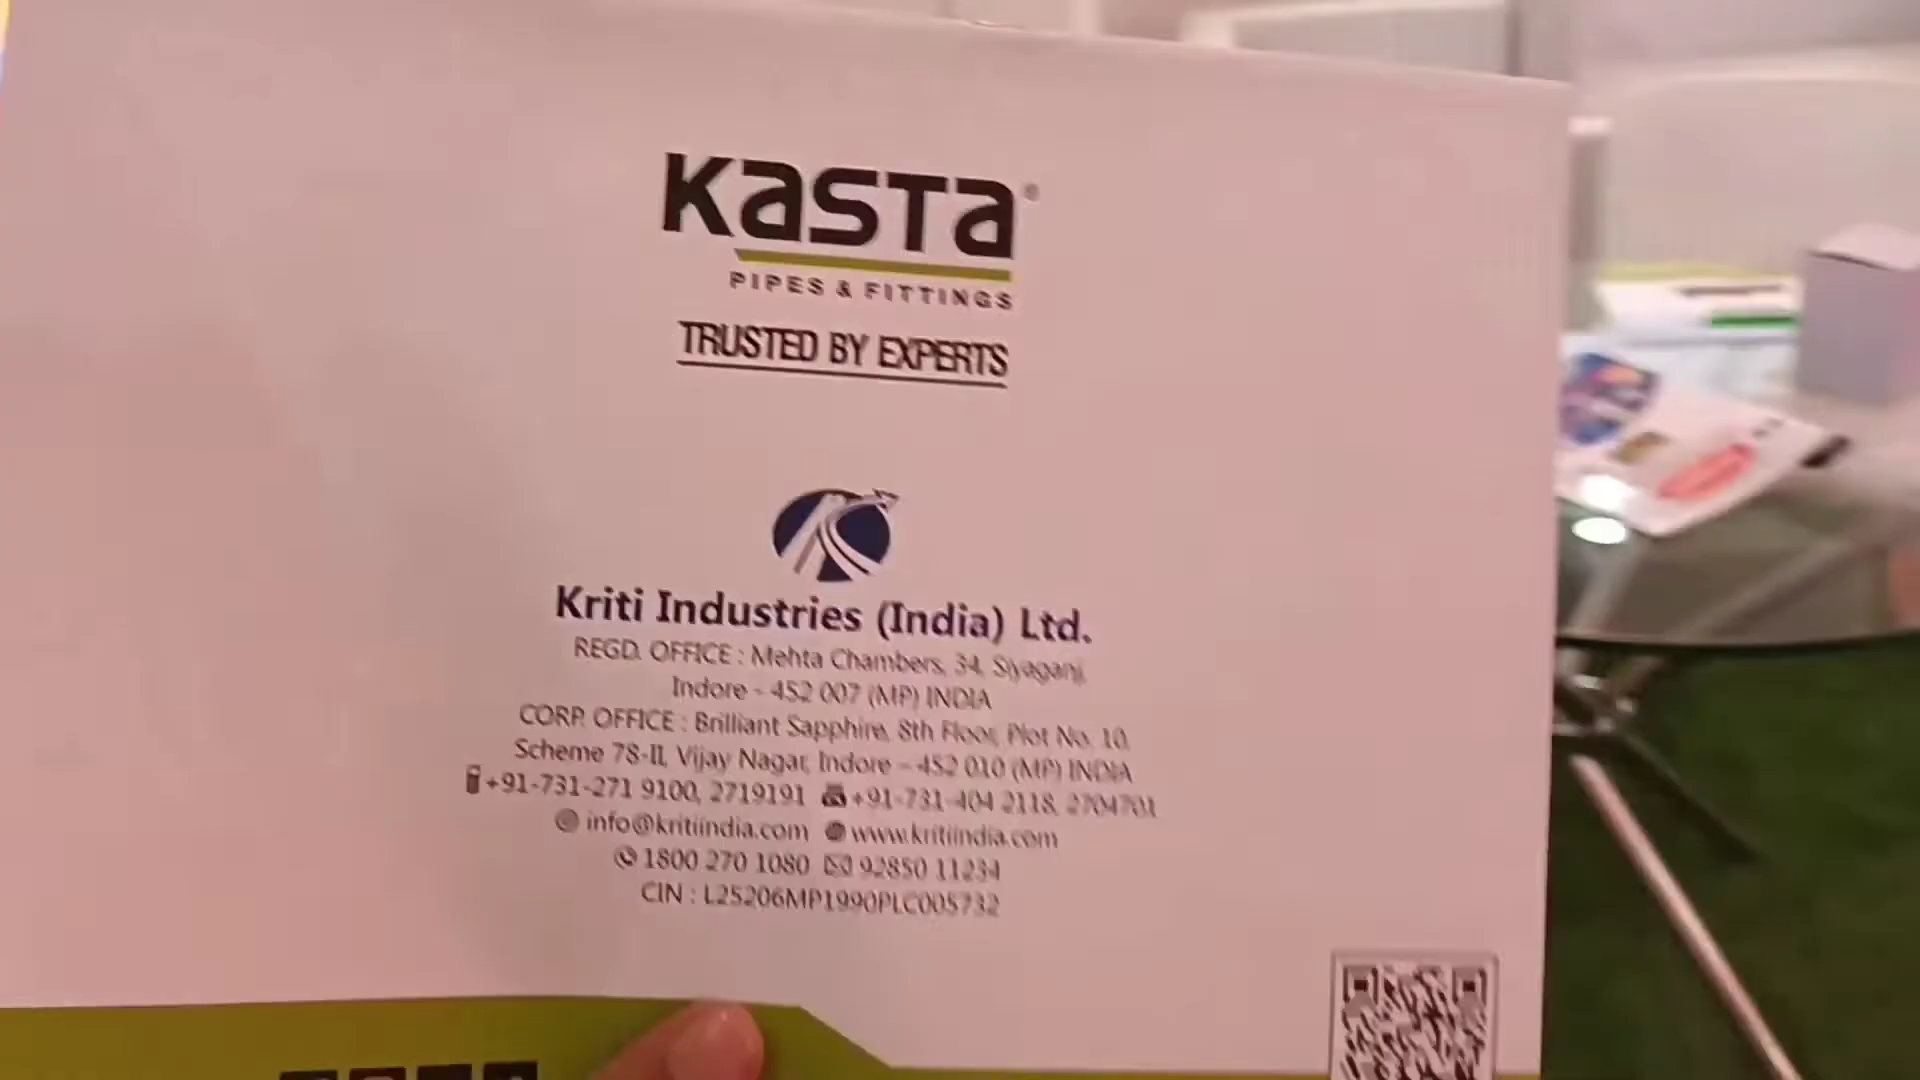 KASTA®
PIPES & FITTINGS
TRUSTED BY EXPERTS
Kriti Industries (India) Ltd.
REGD. OFFICE : Mehta Chambers, 34, Siyaganj,
Indore - 452 007 (MP) INDIA
CORP. OFFICE : Brilliant Sapphire, 8th Floor, Plot No. 10,
Scheme 78-II, Vijay Nagar, Indore – 452 010 (MP) INDIA
+91-731-271 9100, 2719191 +91-731-404 2118, 2704701
info@kritiindia.com www.kritiindia.com
1800 270 1080 92850 11234
CIN : L25206MP1990PLC005732